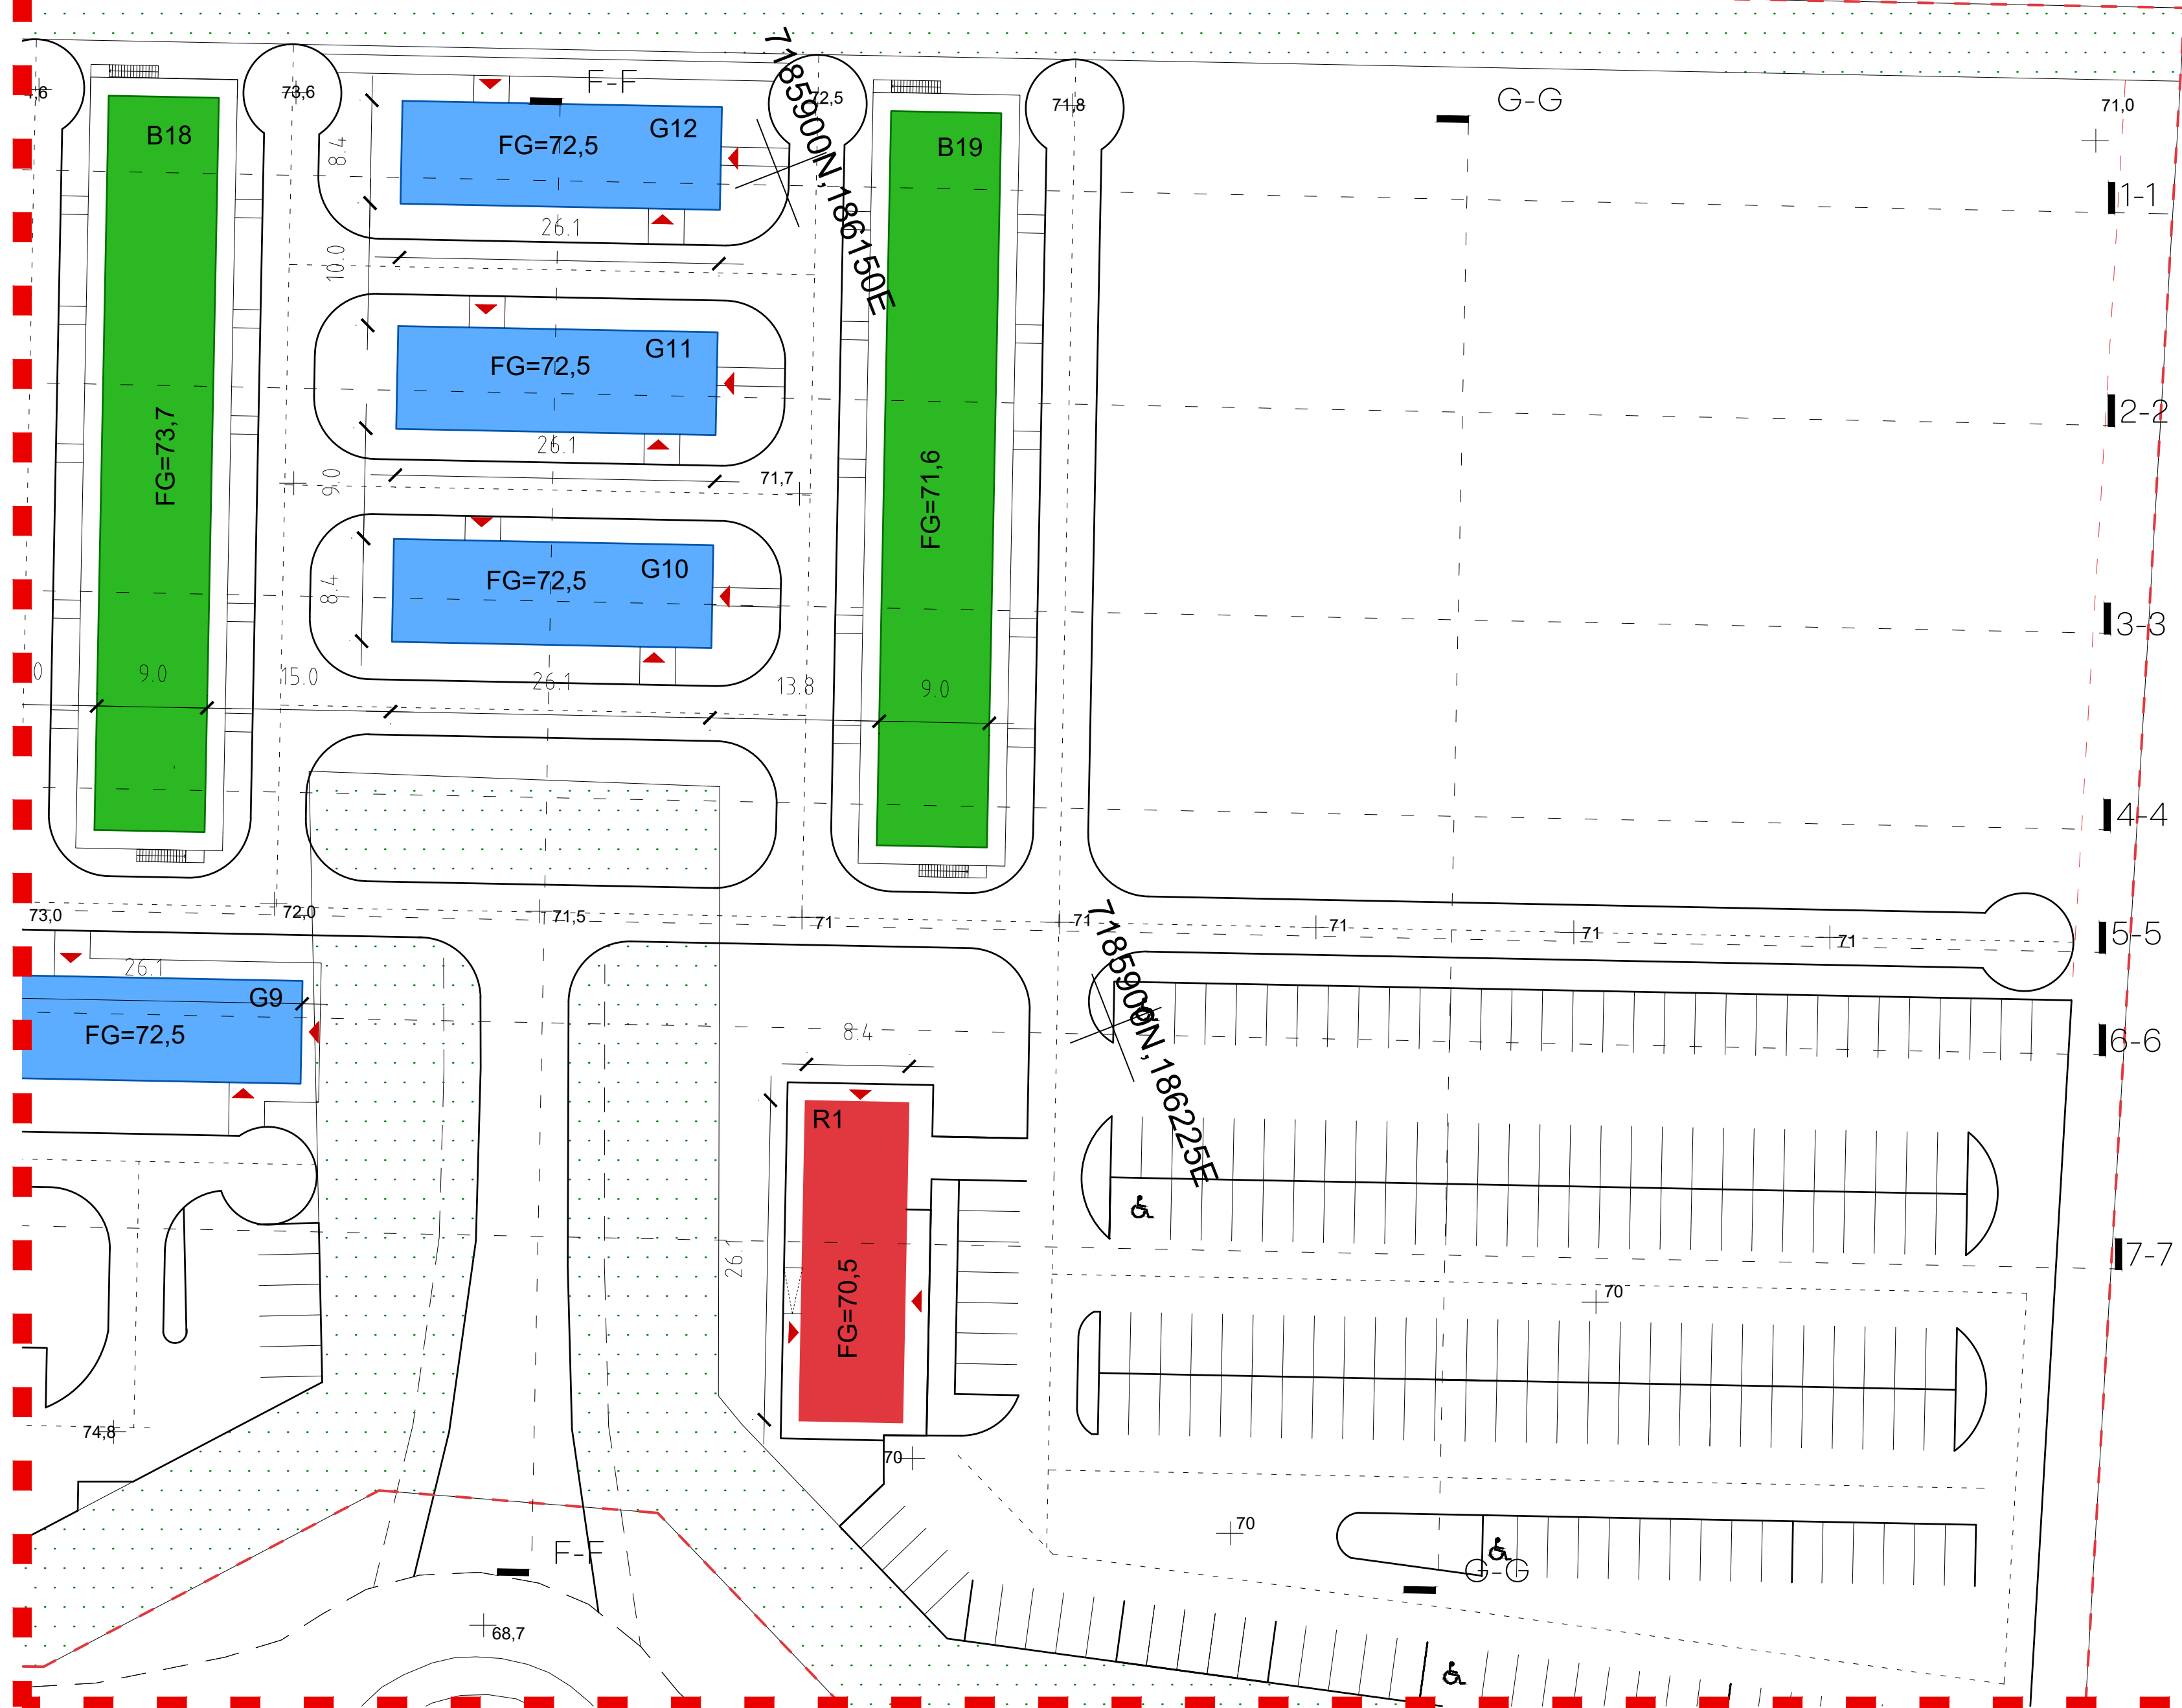 F-F
G-G
73,6
72,5
71,8
71,0
7185900N,186150E
B18
FG=72,5
G12
B19
8.4
1-1
26.1
10.0
FG=72,5
G11
2-2
26.1
FG=73,7
9.0
71,7
FG=71,6
FG=72,5
G10
8.4
3-3
9.0
15.0
26.1
13.8
9.0
4-4
73,0
72,0
71,5
71
71
71
71
71
5-5
26.1
7185900N,186225E
G9
FG=72,5
8.4
6-6
R1
26.1
FG=70,5
7-7
70
74,8
70
70
F-F
G-G
68,7